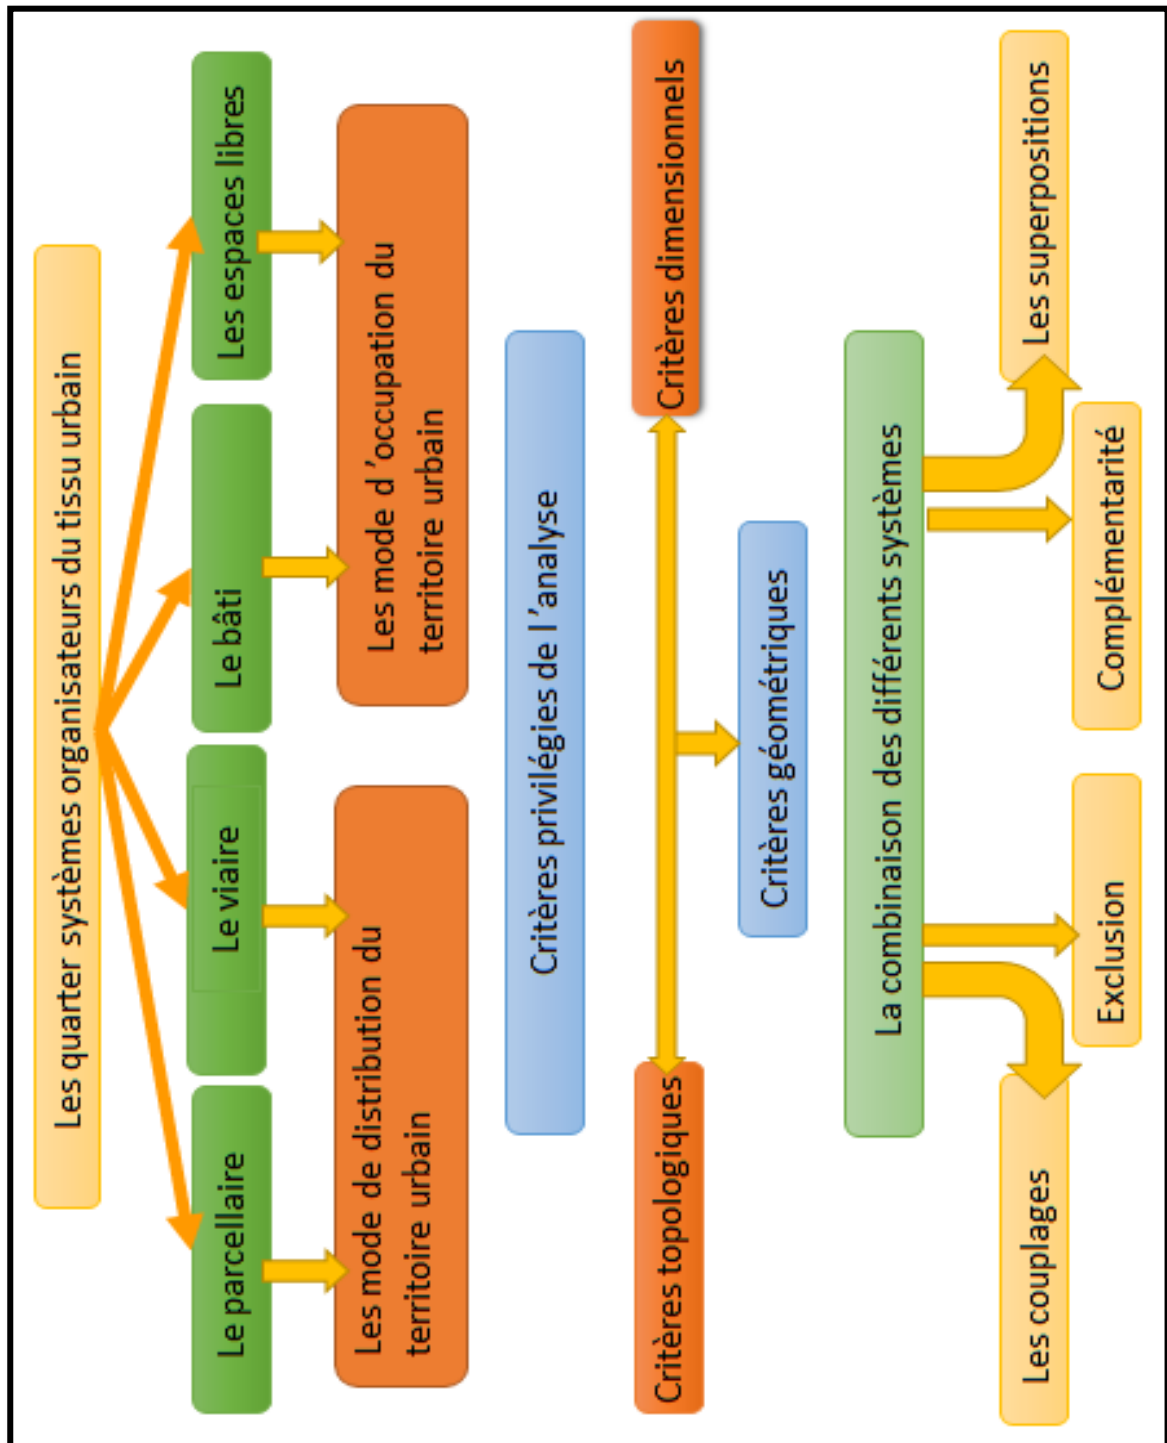 Les quarter systèmes organisateurs du tissu urbain
Le parcellaire
Le viaire
Le bâti
Les espaces libres
Les mode de distribution du
territoire urbain
Les mode d 'occupation du
territoire urbain
Critères privilégies de l 'analyse
Critères topologiques
Critères dimensionnels
Critères géométriques
La combinaison des différents systèmes
Les couplages
Exclusion
Complémentarité
Les superpositions